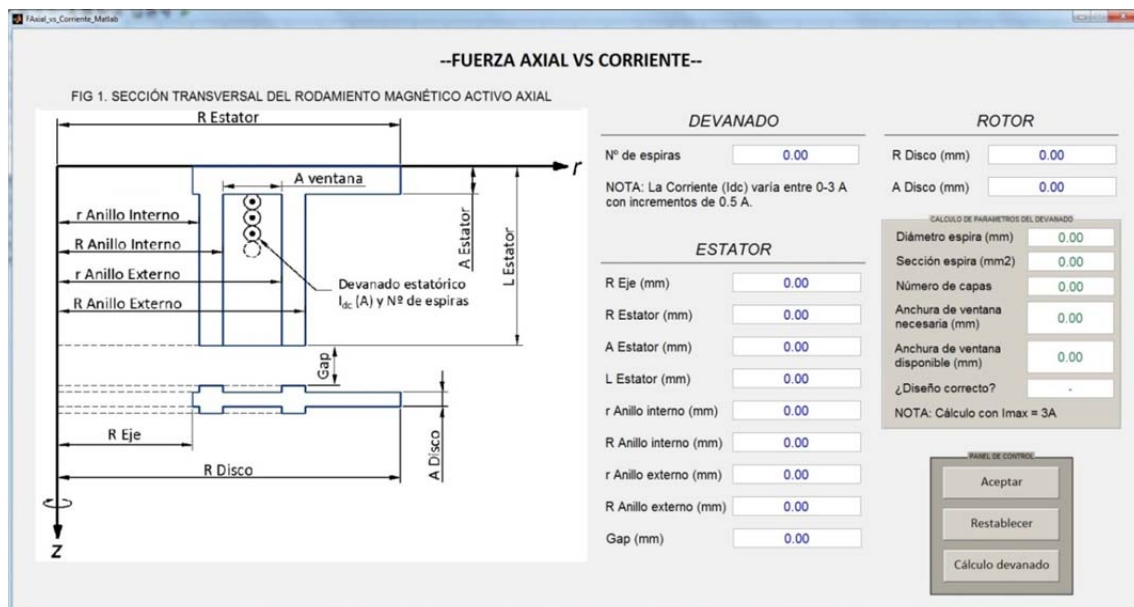 FAxial_vs_Corriente_Matlab
--FUERZA AXIAL VS CORRIENTE--
FIG 1. SECCIÓN TRANSVERSAL DEL RODAMIENTO MAGNÉTICO ACTIVO AXIAL
R Estator
r
A ventana
r Anillo Interno
R Anillo Interno
r Anillo Externo
R Anillo Externo
A Estator
L Estator
Devanado estatórico
Idc (A) y Nº de espiras
Gap
R Eje
R Disco
A Disco
z
DEVANADO
Nº de espiras 0.00
NOTA: La Corriente (Idc) varía entre 0-3 A
con incrementos de 0.5 A.
ESTATOR
R Eje (mm) 0.00
R Estator (mm) 0.00
A Estator (mm) 0.00
L Estator (mm) 0.00
r Anillo interno (mm) 0.00
R Anillo interno (mm) 0.00
r Anillo externo (mm) 0.00
R Anillo externo (mm) 0.00
Gap (mm) 0.00
ROTOR
R Disco (mm) 0.00
A Disco (mm) 0.00
CALCULO DE PARAMETROS DEL DEVANADO
Diámetro espira (mm) 0.00
Sección espira (mm2) 0.00
Número de capas 0.00
Anchura de ventana
necesaria (mm) 0.00
Anchura de ventana
disponible (mm) 0.00
¿Diseño correcto? -
NOTA: Cálculo con Imax = 3A
PANEL DE CONTROL
Aceptar
Restablecer
Cálculo devanado